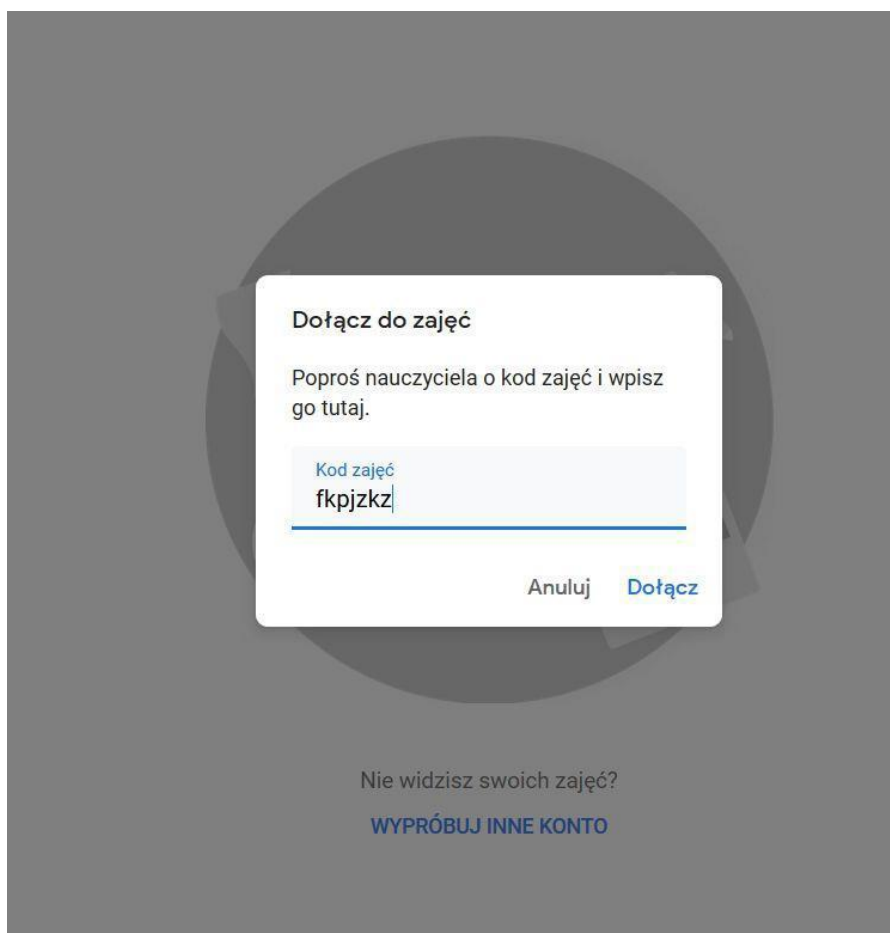 Dołącz do zajęć
Poproś nauczyciela o kod zajęć i wpisz
go tutaj.
Kod zajęć
fkpjzkz
Anuluj Dołącz
Nie widzisz swoich zajęć?
WYPRÓBUJ INNE KONTO